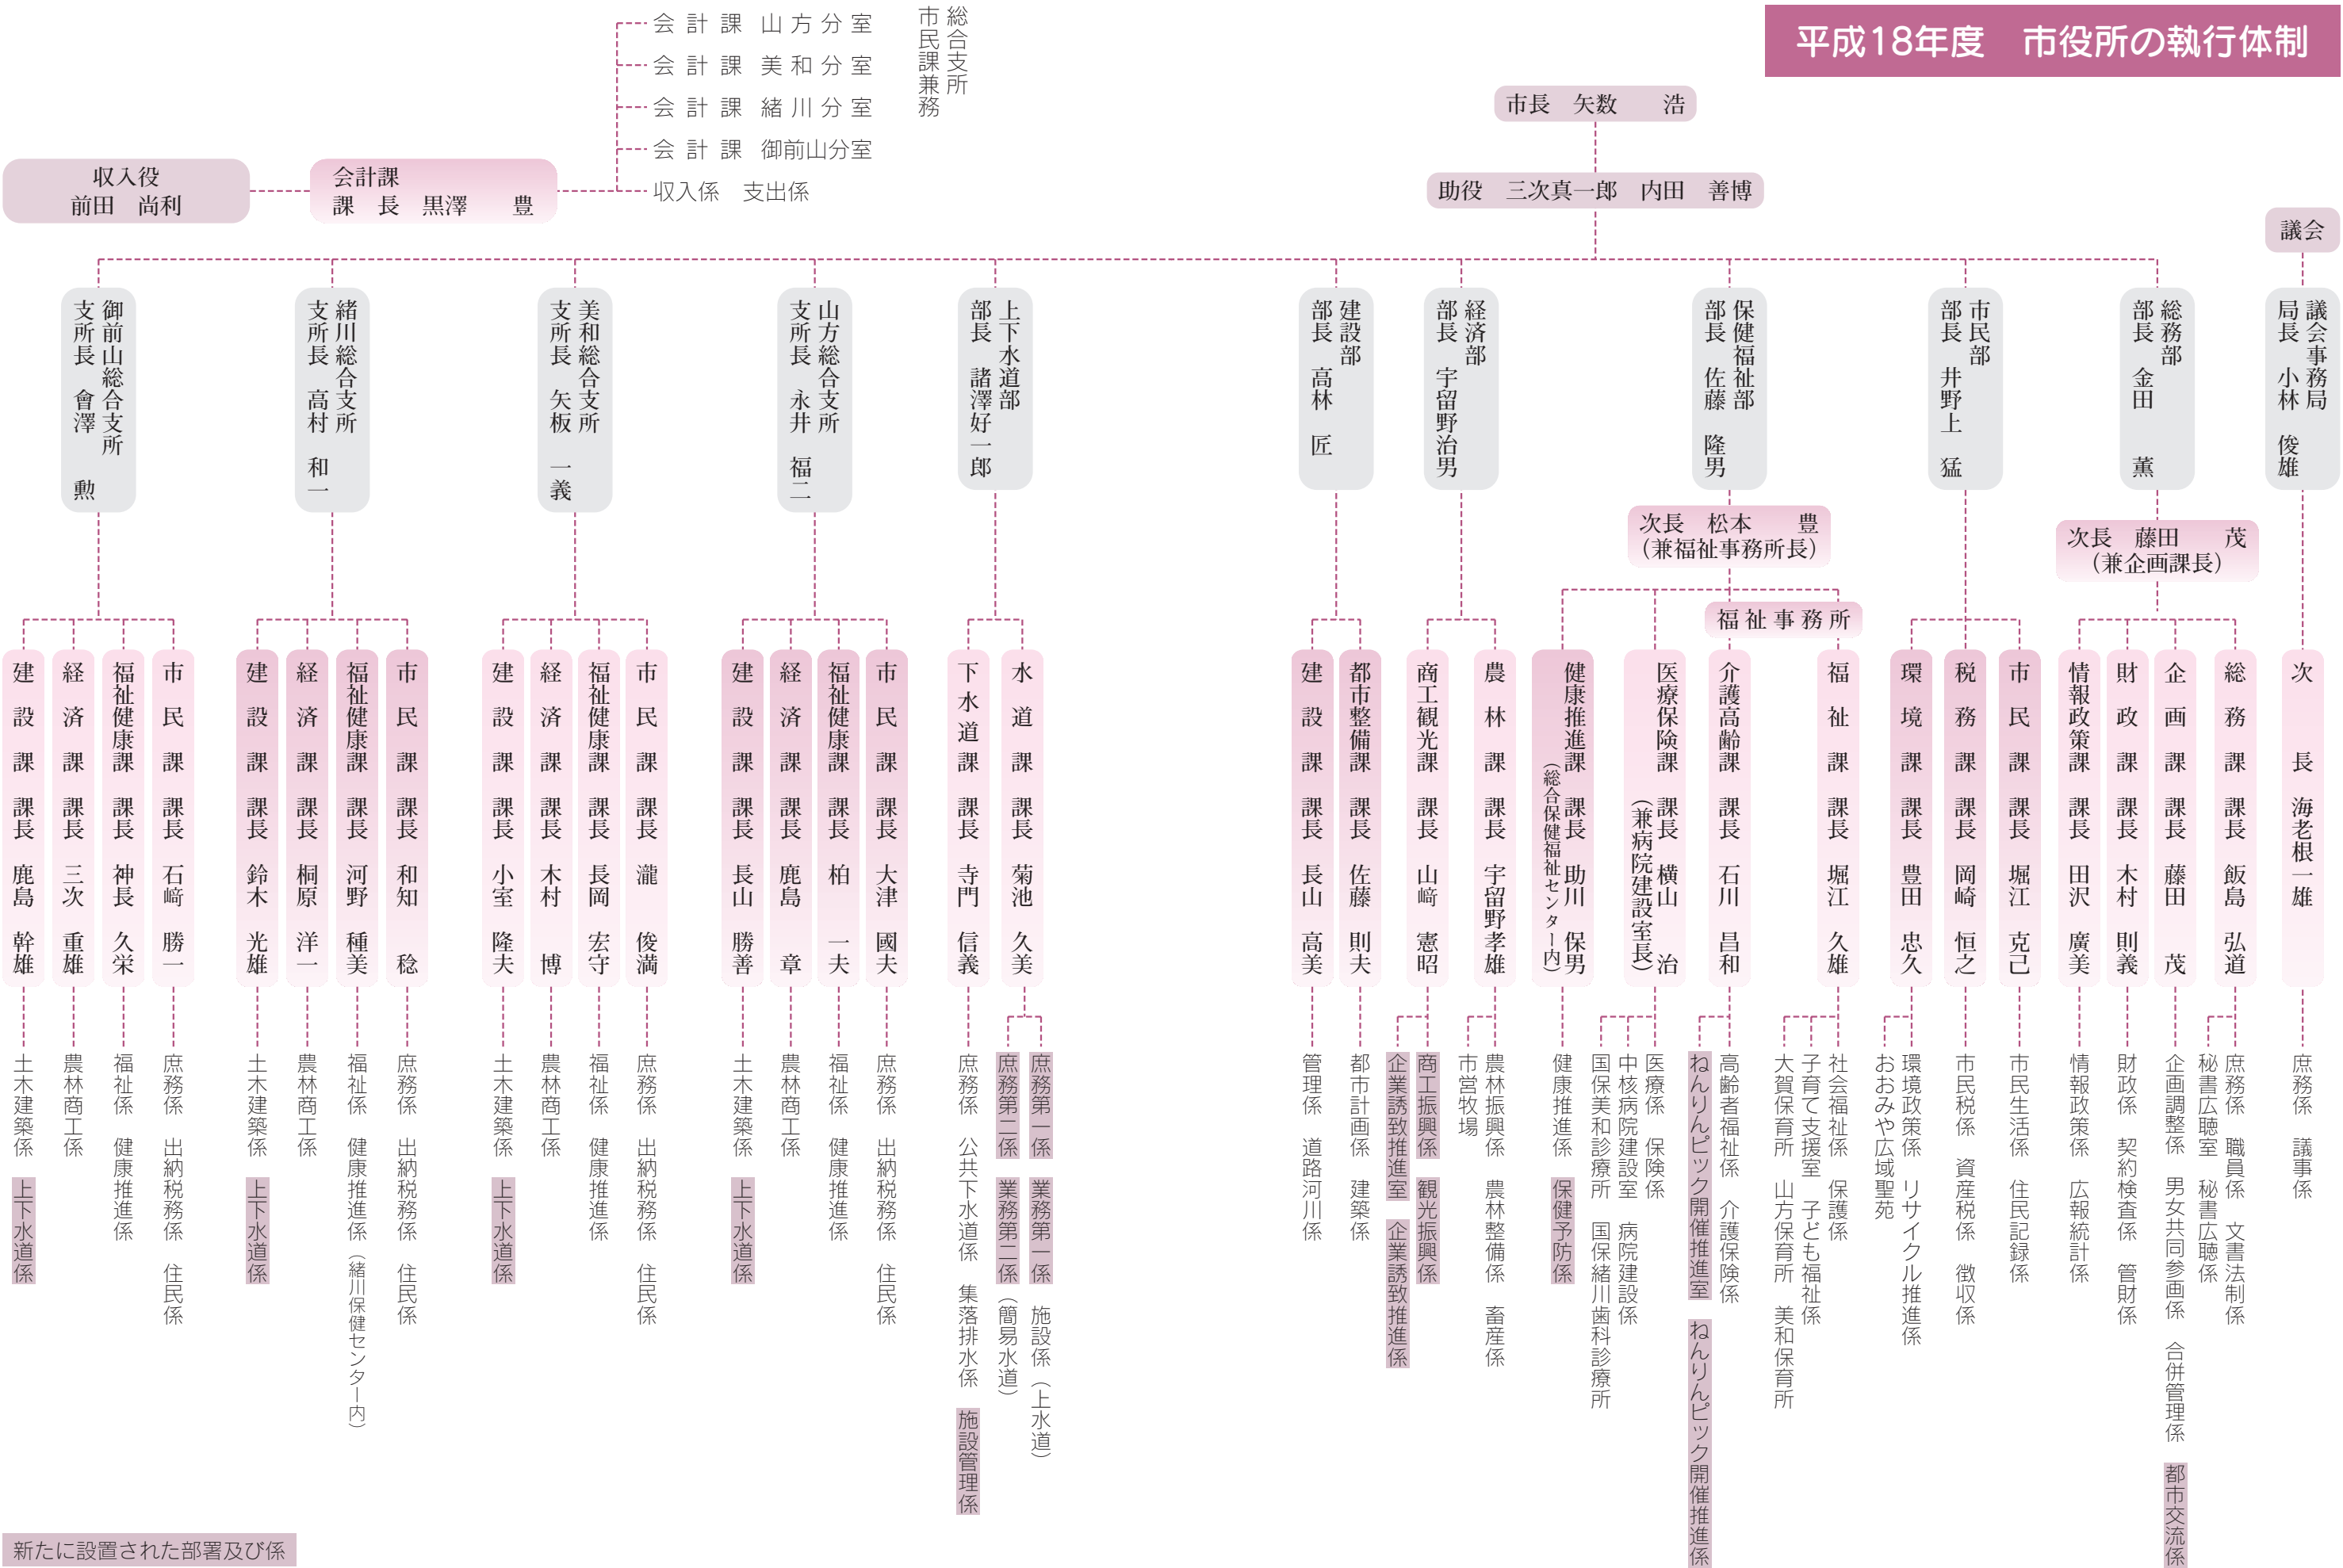 平成18年度　市役所の執行体制
市長　矢数　　浩
助役　三次真一郎　内田　善博
収入役
前田　尚利
会計課
課　長　黒澤　　豊
会計課　山方分室
会計課　美和分室
会計課　緒川分室
会計課　御前山分室
収入係　支出係
総合支所
市民課兼務
議会
議会事務局
局長　小林　俊雄
次　長　海老根一雄
庶務係　議事係
総務部
部長　金田　　薫
次長　藤田　　茂
（兼企画課長）
総務課　課長　飯島　弘道
庶務係　職員係　文書法制係
秘書広聴室　秘書広聴係
企画課　課長　藤田　　茂
企画調整係　男女共同参画係　合併管理係　都市交流係
財政課　課長　木村　則義
財政係　契約検査係　管財係
情報政策課　課長　田沢　廣美
情報政策係　広報統計係
市民部
部長　井野上　猛
市民課　課長　堀江　克己
市民生活係　住民記録係
税務課　課長　岡崎　恒之
市民税係　資産税係　徴収係
環境課　課長　豊田　忠久
環境政策係　リサイクル推進係
おおみや広域聖苑
保健福祉部
部長　佐藤　隆男
次長　松本　　豊
（兼福祉事務所長）
福祉事務所
福祉課　課長　堀江　久雄
社会福祉係　保護係
子育て支援室　子ども福祉係
大賀保育所　山方保育所　美和保育所
介護高齢課　課長　石川　昌和
高齢者福祉係　介護保険係
ねんりんピック開催推進室　ねんりんピック開催推進係
医療保険課　課長　横山　　治
（兼病院建設室長）
医療係　保険係
中核病院建設室　病院建設係
国保美和診療所　国保緒川歯科診療所
健康推進課　課長　助川　保男
（総合保健福祉センター内）
健康推進係　保健予防係
経済部
部長　宇留野治男
農林課　課長　宇留野孝雄
農林振興係　農林整備係　畜産係
市営牧場
商工観光課　課長　山﨑　憲昭
商工振興係　観光振興係
企業誘致推進室　企業誘致推進係
建設部
部長　高林　匠
都市整備課　課長　佐藤　則夫
都市計画係　建築係
建設課　課長　長山　高美
管理係　道路河川係
上下水道部
部長　諸澤好一郎
水道課　課長　菊池　久美
庶務第一係　業務第一係　施設係（上水道）
庶務第二係　業務第二係（簡易水道）
下水道課　課長　寺門　信義
庶務係　公共下水道係　集落排水係　施設管理係
山方総合支所
支所長　永井　福二
市民課　課長　大津　國夫
庶務係　出納税務係　住民係
福祉健康課　課長　柏　　一夫
福祉係　健康推進係
経済課　課長　鹿島　　章
農林商工係
建設課　課長　長山　勝善
土木建築係　上下水道係
美和総合支所
支所長　矢板　一義
市民課　課長　瀧　　俊満
庶務係　出納税務係　住民係
福祉健康課　課長　長岡　宏守
福祉係　健康推進係
経済課　課長　木村　　博
農林商工係
建設課　課長　小室　隆夫
土木建築係　上下水道係
緒川総合支所
支所長　高村　和一
市民課　課長　和知　　稔
庶務係　出納税務係　住民係
福祉健康課　課長　河野　種美
福祉係　健康推進係（緒川保健センター内）
経済課　課長　桐原　洋一
農林商工係
建設課　課長　鈴木　光雄
土木建築係　上下水道係
御前山総合支所
支所長　會澤　　勲
市民課　課長　石﨑　勝一
庶務係　出納税務係　住民係
福祉健康課　課長　神長　久栄
福祉係　健康推進係
経済課　課長　三次　重雄
農林商工係
建設課　課長　鹿島　幹雄
土木建築係　上下水道係
新たに設置された部署及び係